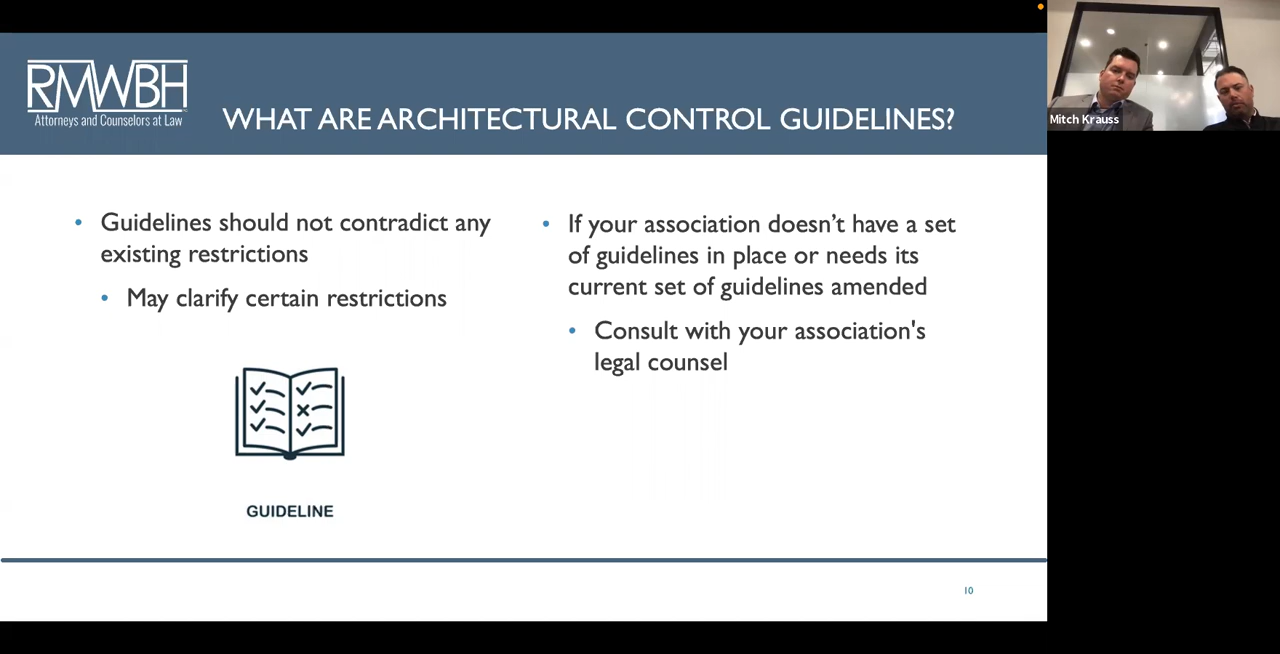 RMWBH
Attorneys and Counselors at Law
WHAT ARE ARCHITECTURAL CONTROL GUIDELINES?
• Guidelines should not contradict any
existing restrictions
• May clarify certain restrictions
GUIDELINE
• If your association doesn’t have a set
of guidelines in place or needs its
current set of guidelines amended
• Consult with your association's
legal counsel
10
Mitch Krauss